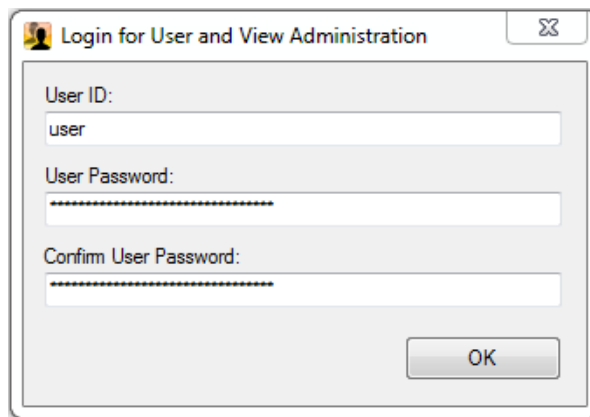 Login for User and View Administration
User ID:
user
User Password:
********************************
Confirm User Password:
********************************
OK